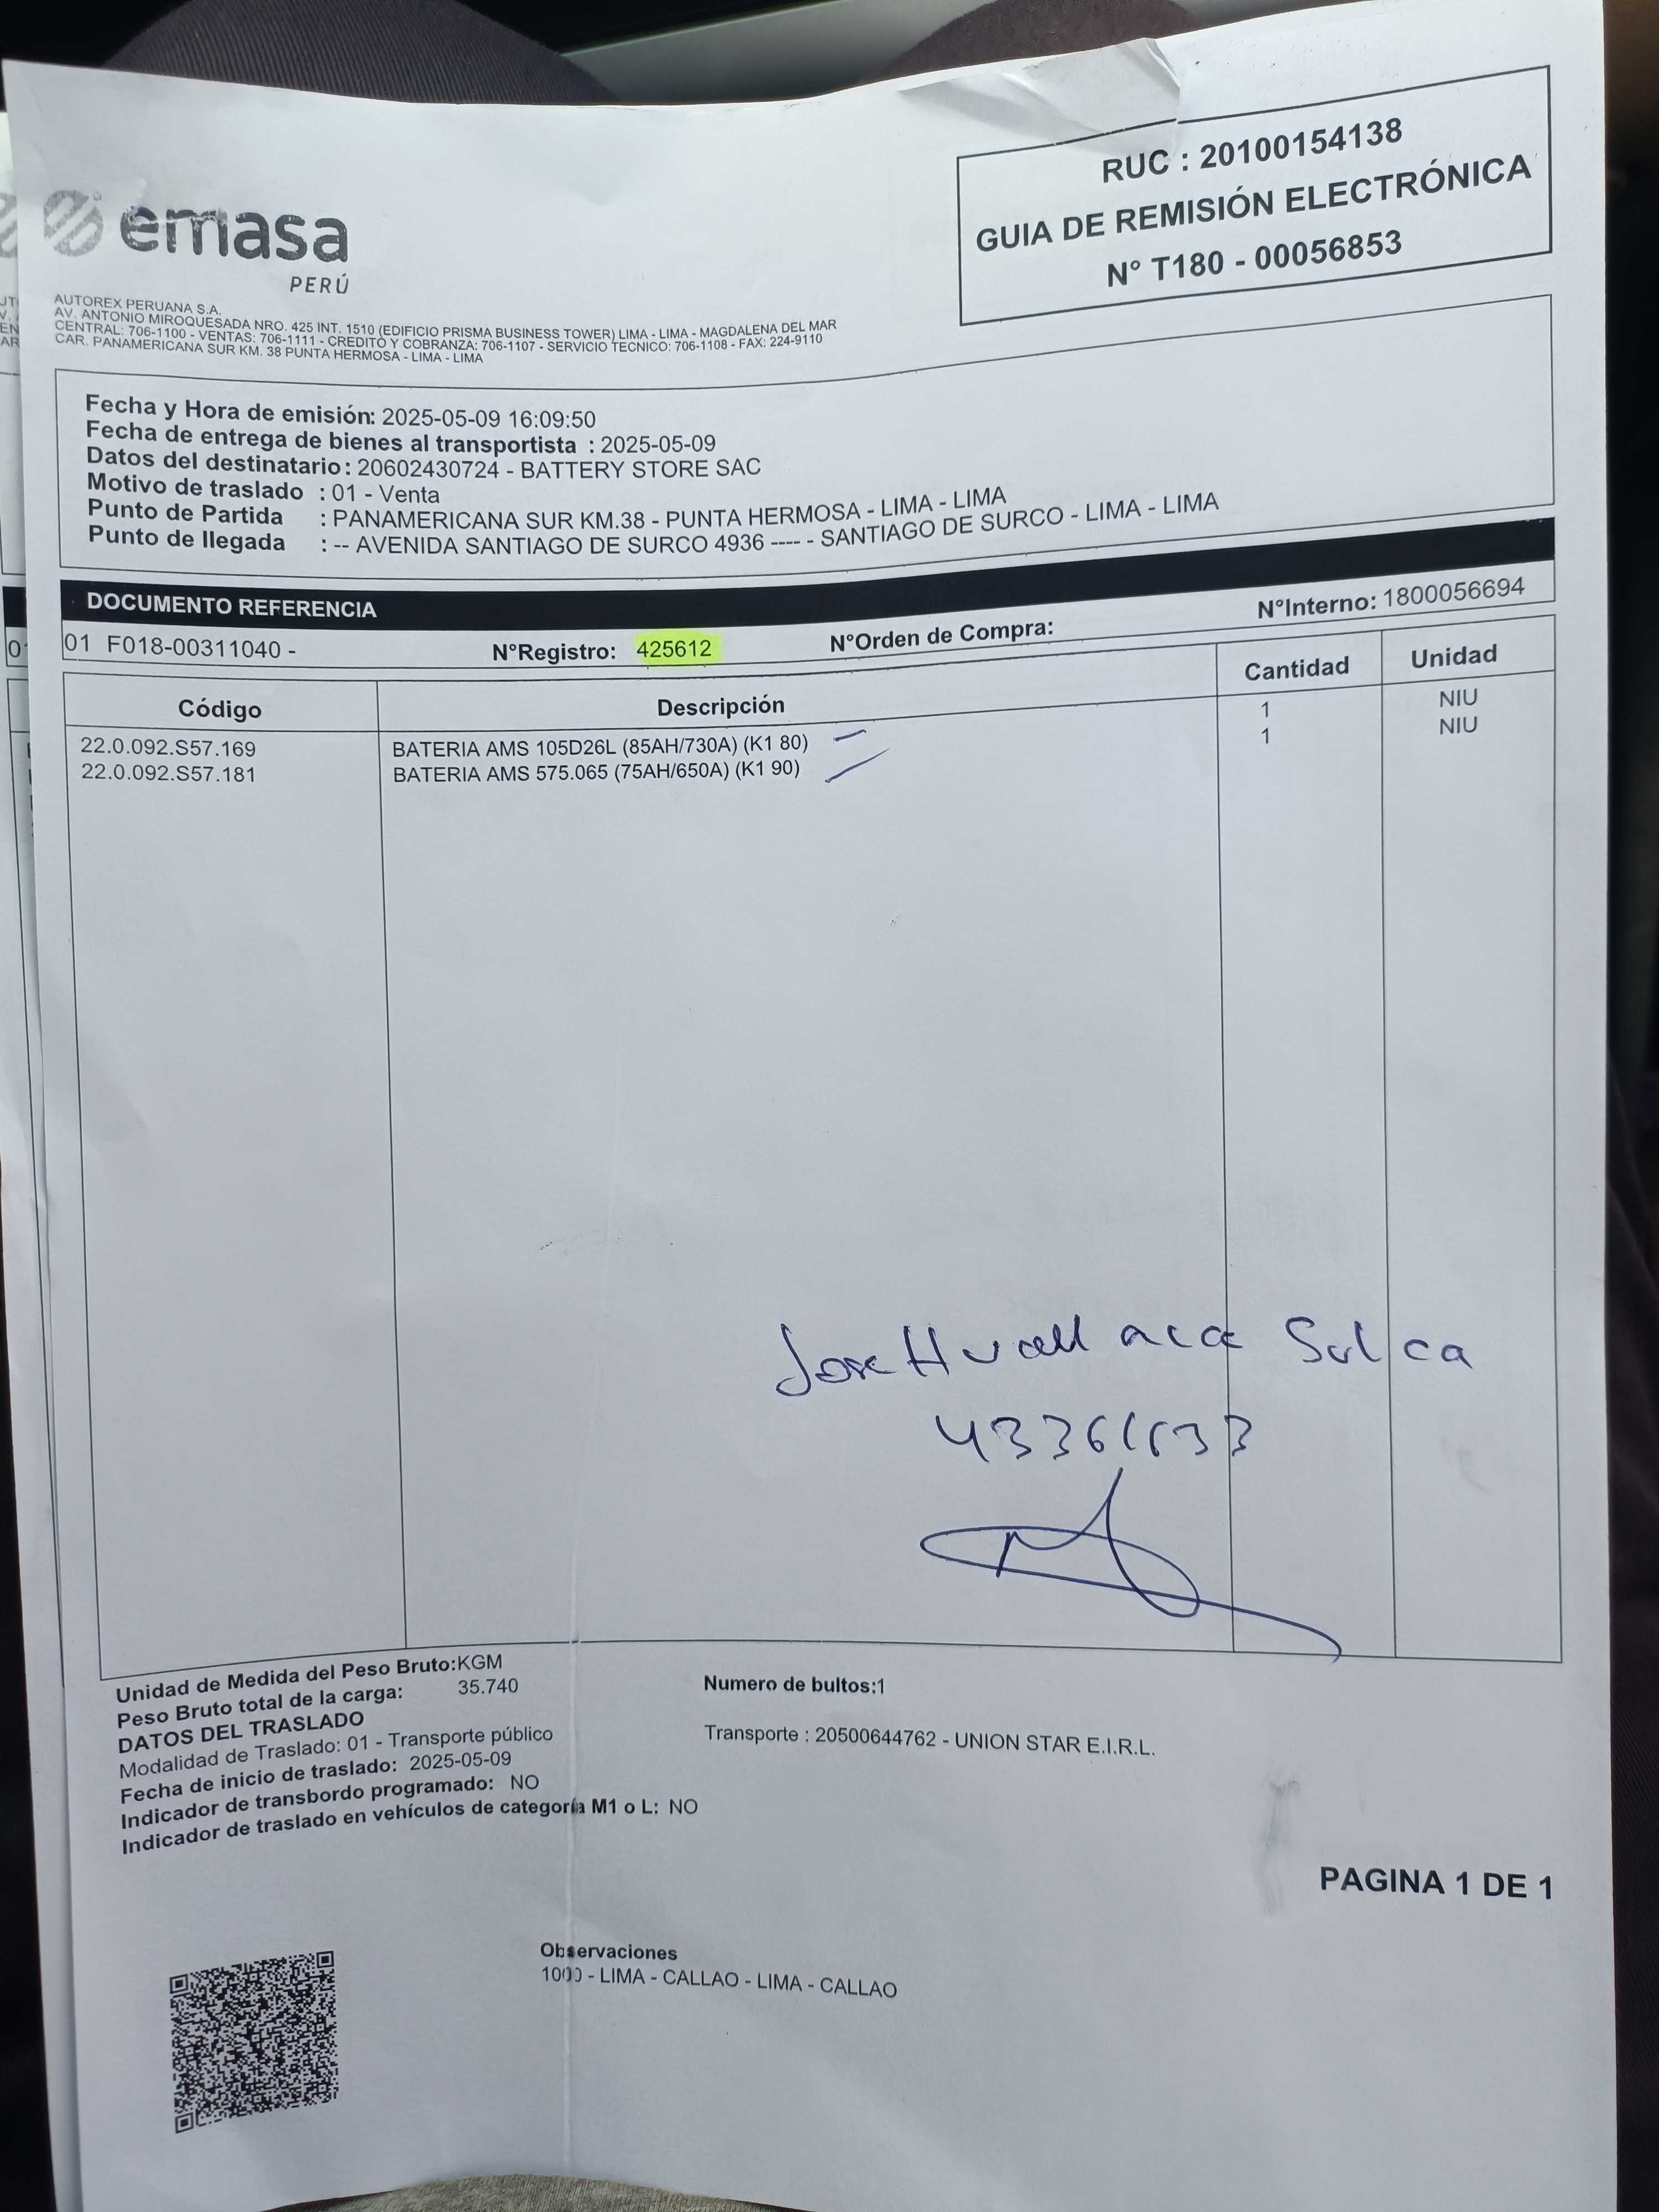 emasa
PERÚ
RUC : 20100154138
GUIA DE REMISIÓN ELECTRÓNICA
N° T180 - 00056853
AUTOREX PERUANA S.A.
AV. ANTONIO MIROQUESADA NRO. 425 INT. 1510 (EDIFICIO PRISMA BUSINESS TOWER) LIMA - LIMA - MAGDALENA DEL MAR
CENTRAL: 706-1100 - VENTAS: 706-1111 - CREDITO Y COBRANZA: 706-1107 - SERVICIO TECNICO: 706-1108 - FAX: 224-9110
CAR. PANAMERICANA SUR KM. 38 PUNTA HERMOSA - LIMA - LIMA
Fecha y Hora de emisión: 2025-05-09 16:09:50
Fecha de entrega de bienes al transportista : 2025-05-09
Datos del destinatario: 20602430724 - BATTERY STORE SAC
Motivo de traslado : 01 - Venta
Punto de Partida : PANAMERICANA SUR KM.38 - PUNTA HERMOSA - LIMA - LIMA
Punto de llegada : -- AVENIDA SANTIAGO DE SURCO 4936 ---- - SANTIAGO DE SURCO - LIMA - LIMA
DOCUMENTO REFERENCIA
01 F018-00311040 - N°Registro: 425612 N°Orden de Compra: N°Interno: 1800056694
Código Descripción Cantidad Unidad
22.0.092.S57.169 BATERIA AMS 105D26L (85AH/730A) (K1 80) 1 NIU
22.0.092.S57.181 BATERIA AMS 575.065 (75AH/650A) (K1 90) 1 NIU
Jose Huallaca Sulca
Unidad de Medida del Peso Bruto:KGM
Peso Bruto total de la carga: 35.740 Numero de bultos:1
DATOS DEL TRASLADO
Modalidad de Traslado: 01 - Transporte público Transporte : 20500644762 - UNION STAR E.I.R.L.
Fecha de inicio de traslado: 2025-05-09
Indicador de transbordo programado: NO
Indicador de traslado en vehículos de categoría M1 o L: NO
PAGINA 1 DE 1
Observaciones
1000 - LIMA - CALLAO - LIMA - CALLAO